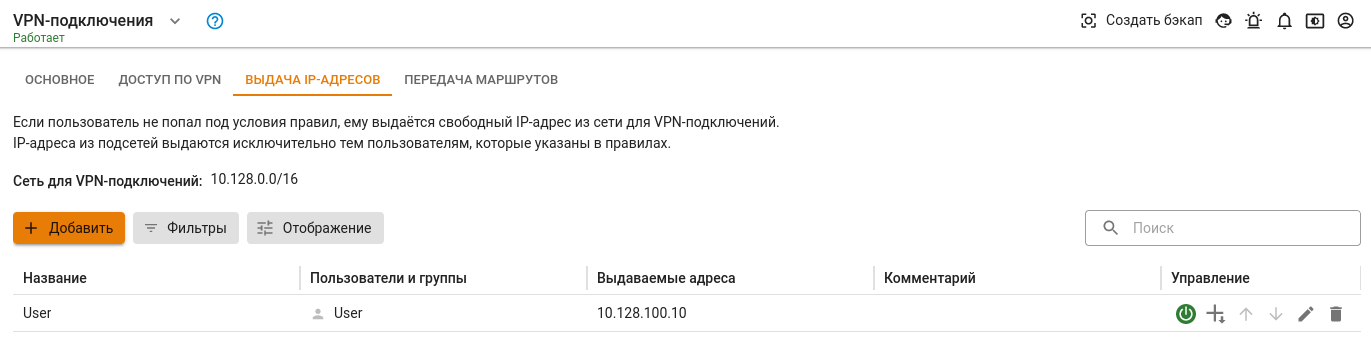 VPN-подключения
Работает
Создать бэкап
ОСНОВНОЕ ДОСТУП ПО VPN ВЫДАЧА IP-АДРЕСОВ ПЕРЕДАЧА МАРШРУТОВ
Если пользователь не попал под условия правил, ему выдаётся свободный IP-адрес из сети для VPN-подключений.
IP-адреса из подсетей выдаются исключительно тем пользователям, которые указаны в правилах.
Сеть для VPN-подключений: 10.128.0.0/16
Добавить Фильтры Отображение Поиск
Название Пользователи и группы Выдаваемые адреса Комментарий Управление
User User 10.128.100.10